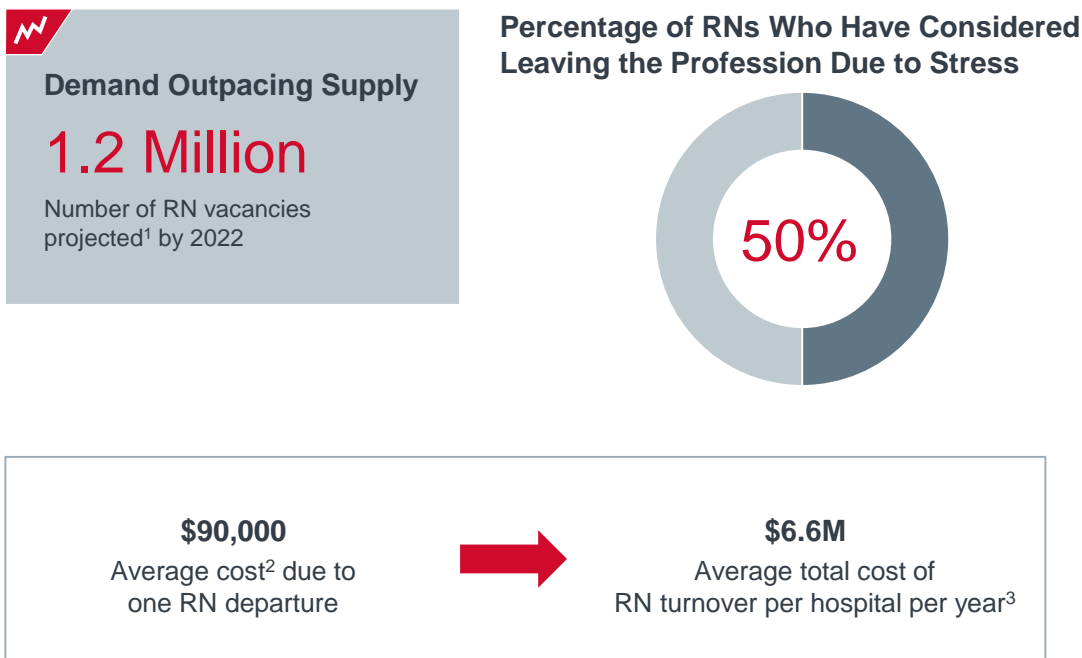 Demand Outpacing Supply
1.2 Million
Number of RN vacancies
projected¹ by 2022
Percentage of RNs Who Have Considered
Leaving the Profession Due to Stress
50%
$90,000
Average cost² due to
one RN departure
$6.6M
Average total cost of
RN turnover per hospital per year³